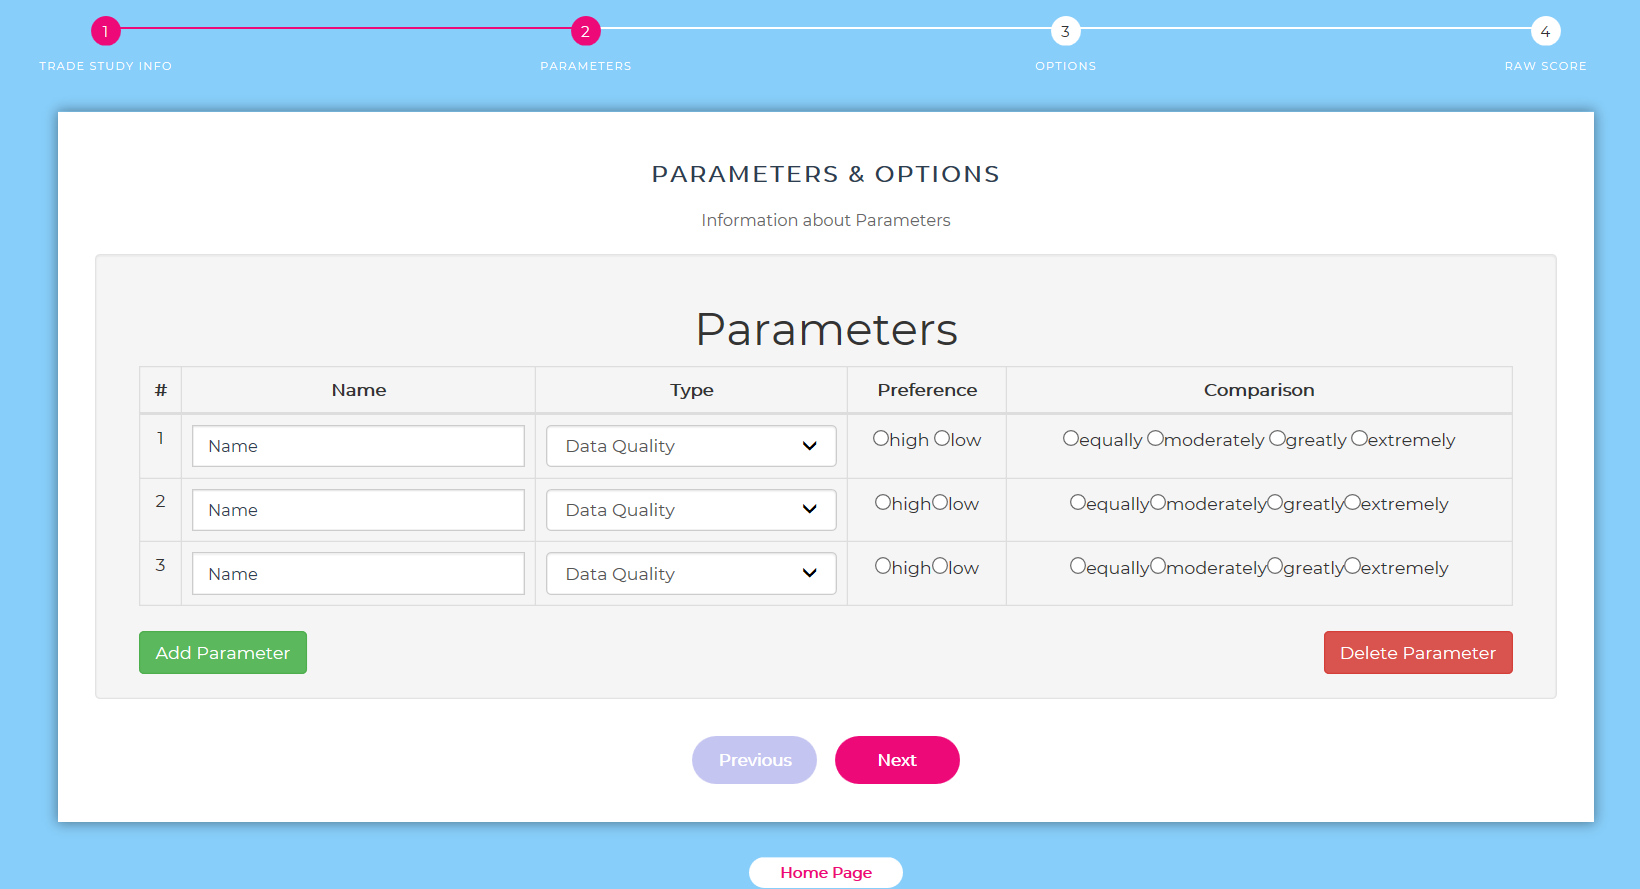 1 2 3 4
TRADE STUDY INFO PARAMETERS OPTIONS RAW SCORE
PARAMETERS & OPTIONS
Information about Parameters
Parameters
# Name Type Preference Comparison
1 Name Data Quality high low equally moderately greatly extremely
2 Name Data Quality high low equally moderately greatly extremely
3 Name Data Quality high low equally moderately greatly extremely
Add Parameter Delete Parameter
Previous Next
Home Page